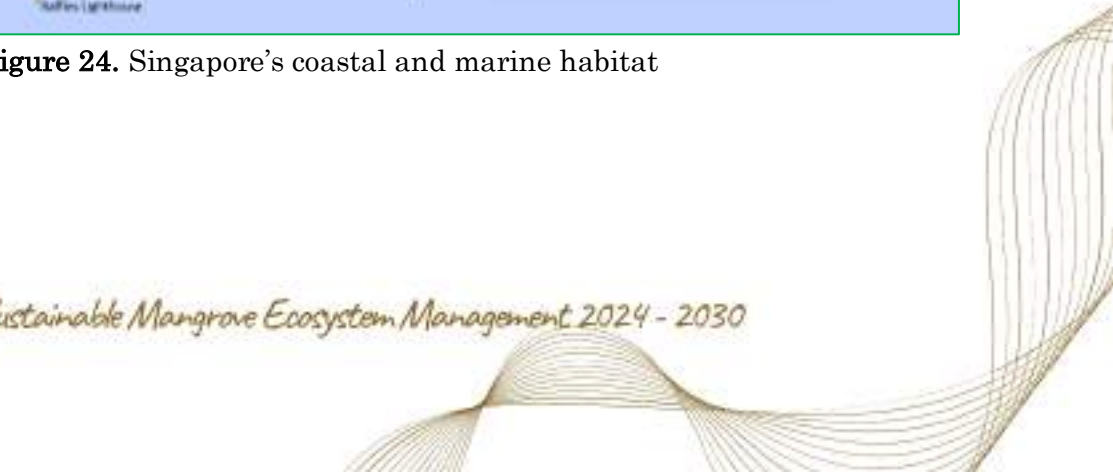 Raffles Lighthouse
igure 24. Singapore’s coastal and marine habitat
ustainable Mangrove Ecosystem Management 2024 - 2030